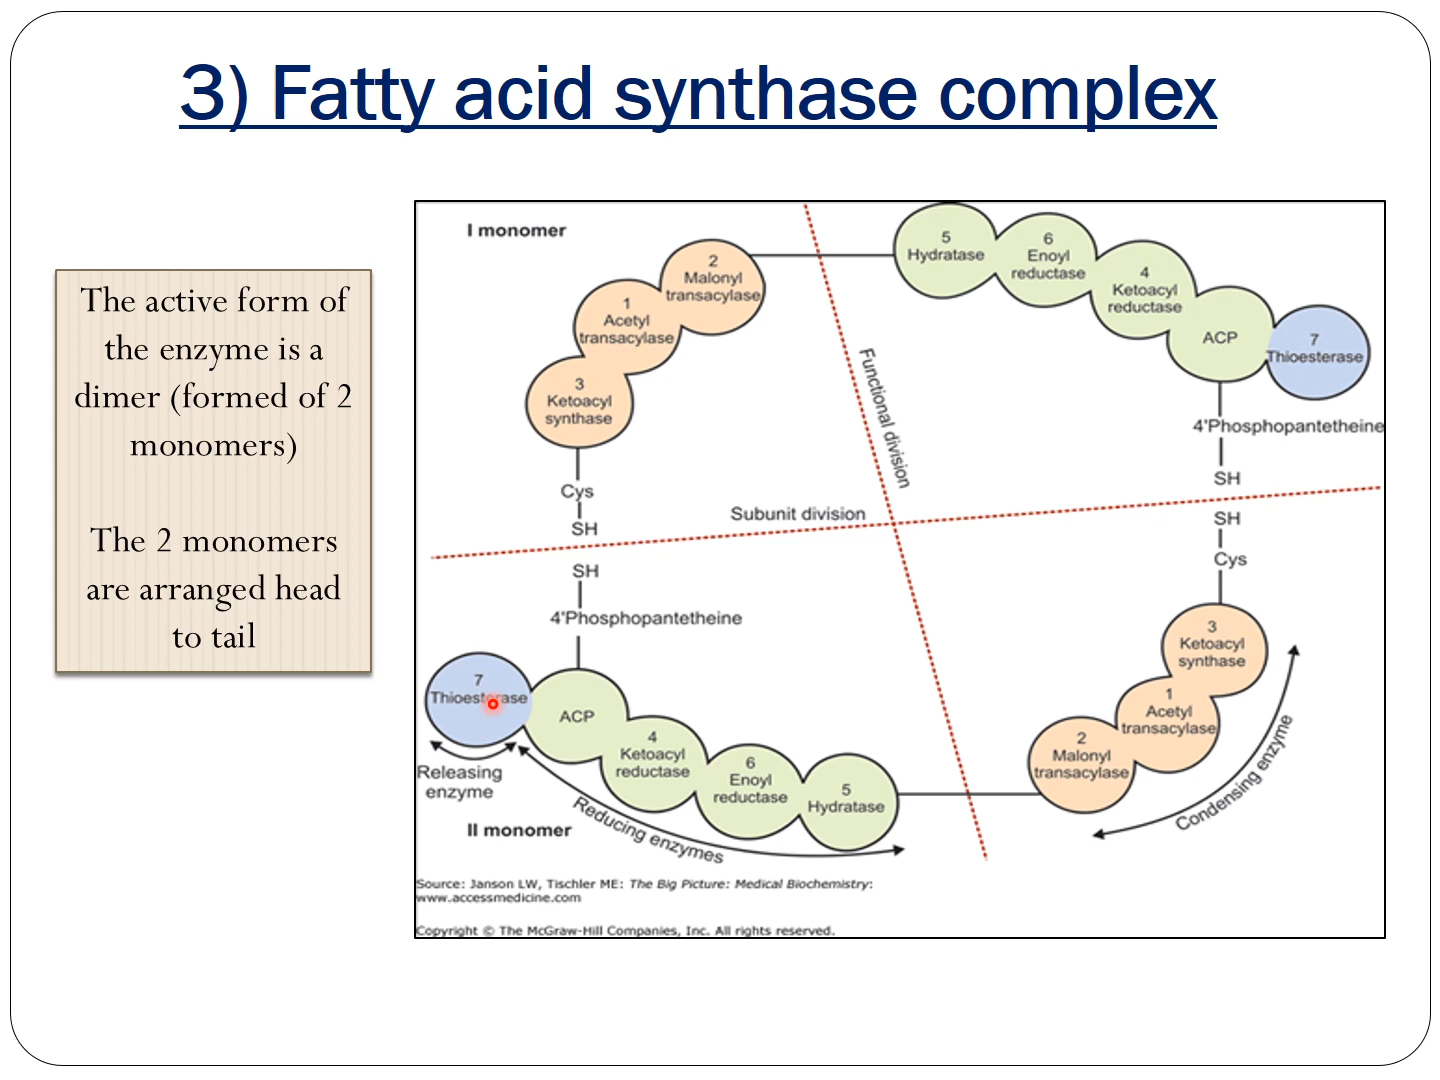 3) Fatty acid synthase complex
The active form of
the enzyme is a
dimer (formed of 2
monomers)
The 2 monomers
are arranged head
to tail
I monomer
2
Malonyl
transacylase
1
Acetyl
transacylase
3
Ketoacyl
synthase
Cys
SH
5
Hydratase
6
Enoyl
reductase
4
Ketoacyl
reductase
ACP
7
Thioesterase
4'Phosphopantetheine
SH
Functional division
Subunit division
SH
4'Phosphopantetheine
7
Thioesterase
ACP
4
Ketoacyl
reductase
6
Enoyl
reductase
5
Hydratase
Releasing
enzyme
Reducing enzymes
II monomer
SH
Cys
3
Ketoacyl
synthase
1
Acetyl
transacylase
2
Malonyl
transacylase
Condensing enzyme
Source: Janson LW, Tischler ME: The Big Picture: Medical Biochemistry:
www.accessmedicine.com
Copyright © The McGraw-Hill Companies, Inc. All rights reserved.